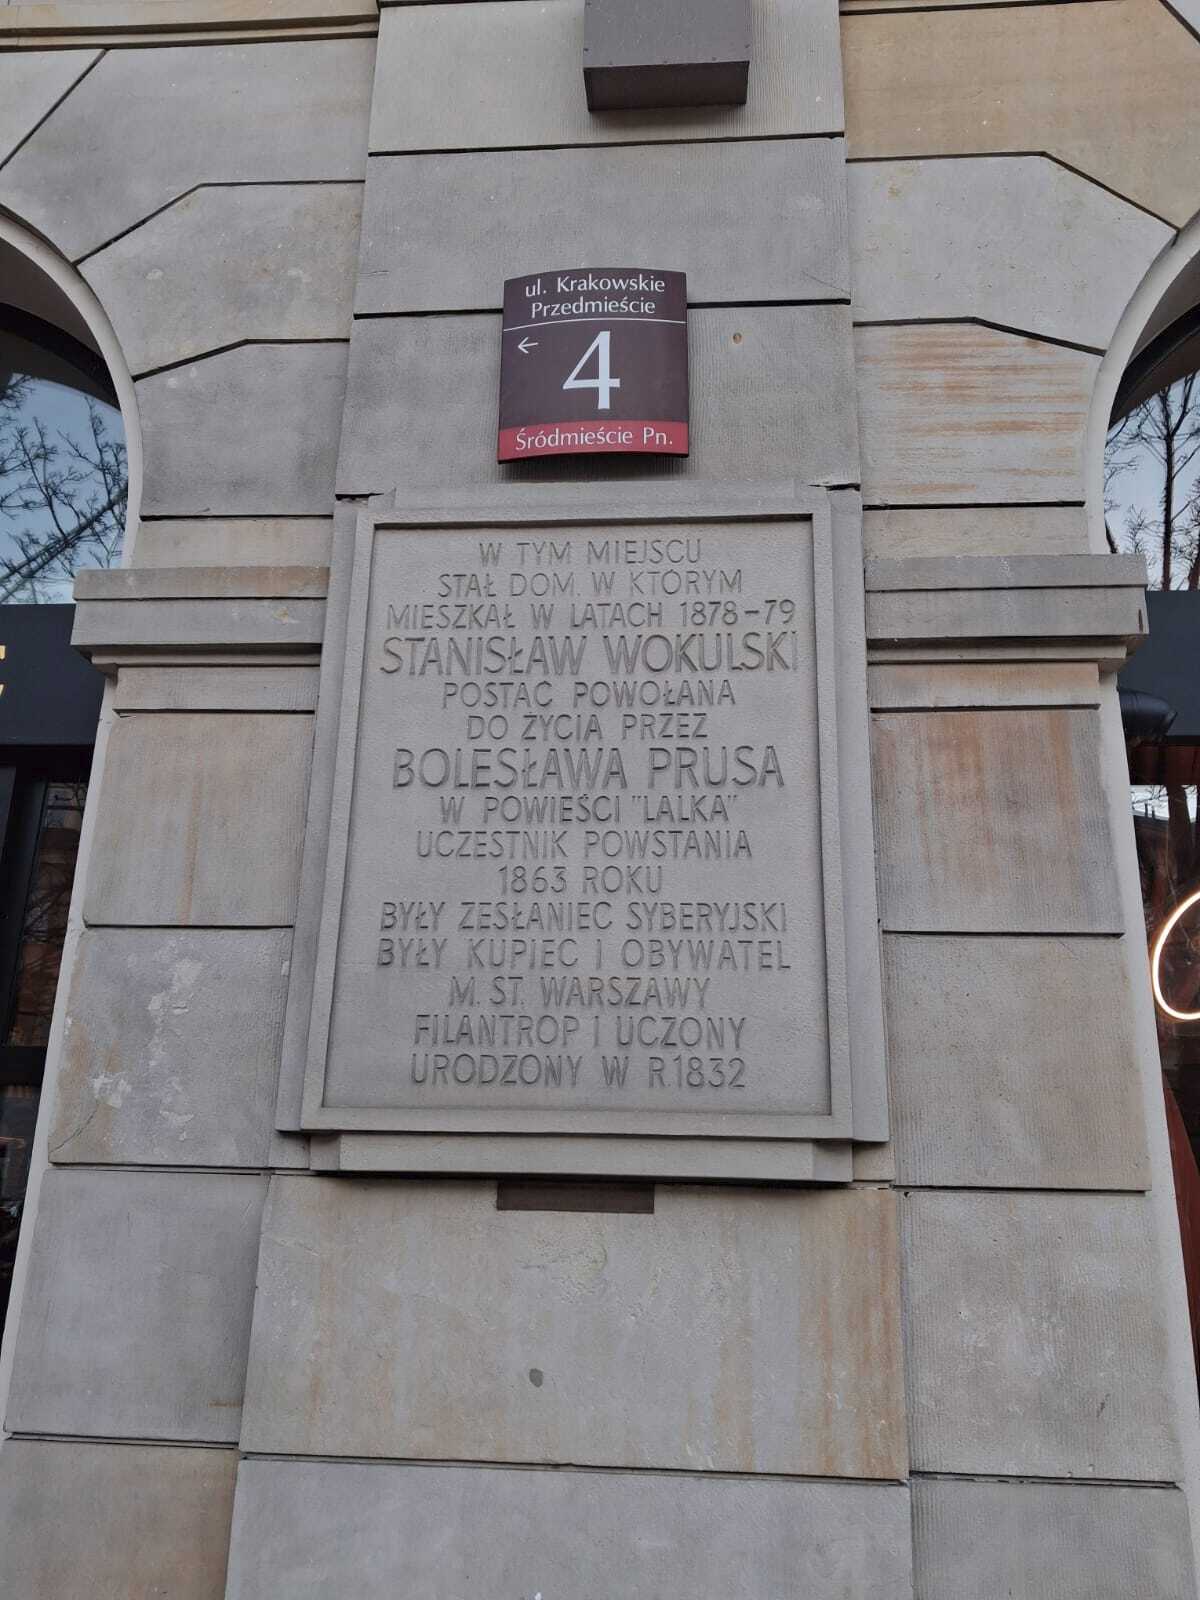 ul. Krakowskie
Przedmieście
← 4
Śródmieście Pn.
W TYM MIEJSCU
STAŁ DOM. W KTÓRYM
MIESZKAŁ W LATACH 1878-79
STANISŁAW WOKULSKI
POSTAĆ POWOŁANA
DO ŻYCIA PRZEZ
BOLESŁAWA PRUSA
W POWIEŚCI "LALKA"
UCZESTNIK POWSTANIA
1863 ROKU
BYŁY ZESŁANIEC SYBERYJSKI
BYŁY KUPIEC I OBYWATEL
M. ST. WARSZAWY
FILANTROP I UCZONY
URODZONY W R.1832